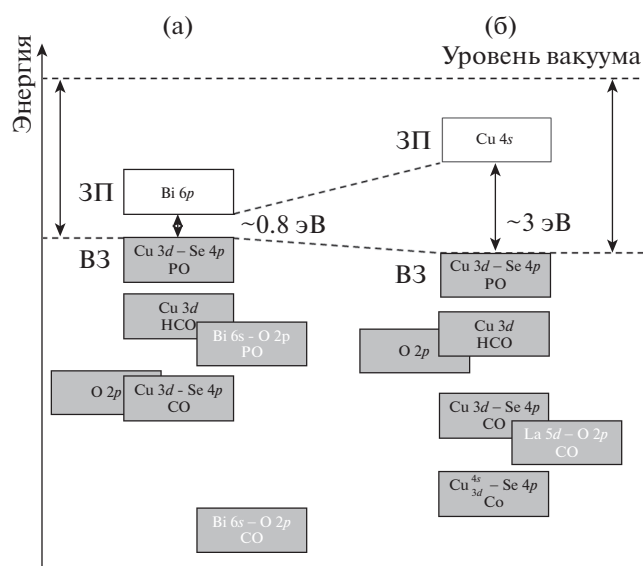 (а)
(б)
Энергия
Уровень вакуума
ЗП
Cu 4s
ЗП
Bi 6p
~0.8 эВ
~3 эВ
ВЗ
Cu 3d – Se 4p
РО
ВЗ
Cu 3d – Se 4p
РО
Cu 3d
НСО
Bi 6s - O 2p
РО
Cu 3d
НСО
O 2p
O 2p
Cu 3d - Se 4p
СО
Cu 3d – Se 4p
СО
La 5d – O 2p
СО
Cu 4s 3d – Se 4p
Со
Bi 6s – O 2p
СО